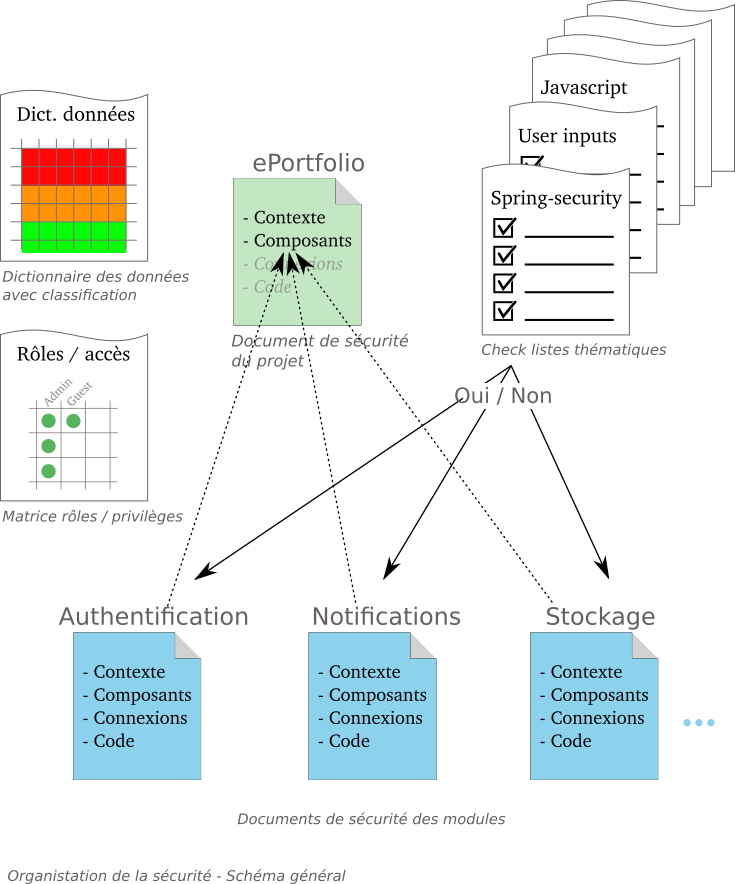 Javascript
User inputs
Spring-security
Check listes thématiques
Dict. données
Dictionnaire des données
avec classification
ePortfolio
- Contexte
- Composants
- Connexions
- Code
Document de sécurité
du projet
Rôles / accès
Admin
Guest
Matrice rôles / privilèges
Oui / Non
Authentification
- Contexte
- Composants
- Connexions
- Code
Notifications
- Contexte
- Composants
- Connexions
- Code
Stockage
- Contexte
- Composants
- Connexions
- Code
Documents de sécurité des modules
Organistation de la sécurité - Schéma général